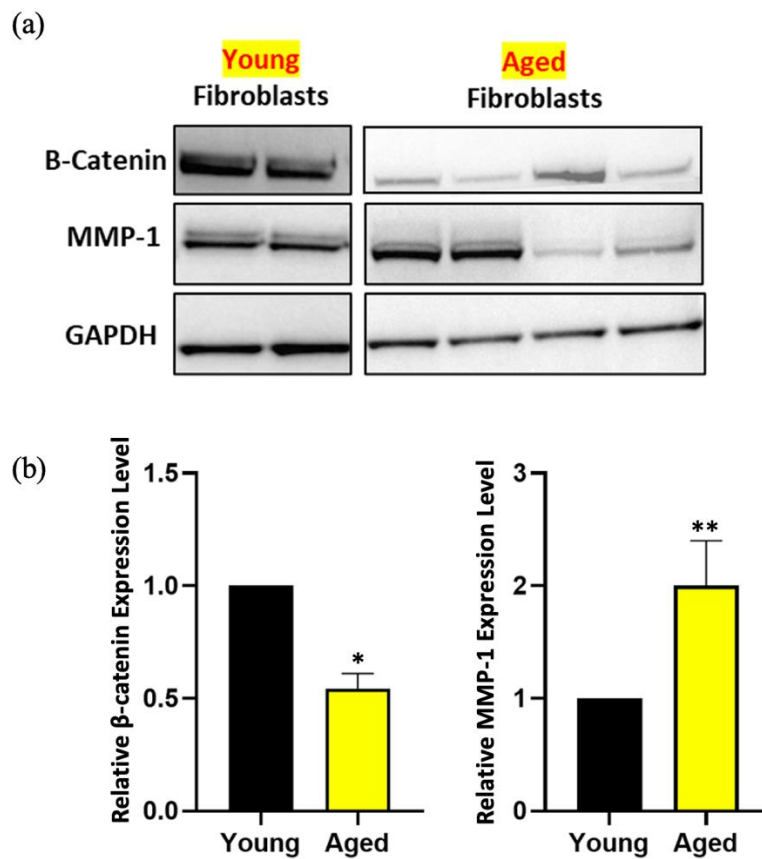 (a)
Young
Fibroblasts
Aged
Fibroblasts
B-Catenin
MMP-1
GAPDH
(b)
Relative β-catenin Expression Level
1.5
1.0
0.5
0.0
*
Young Aged
Relative MMP-1 Expression Level
3
2
1
0
**
Young Aged